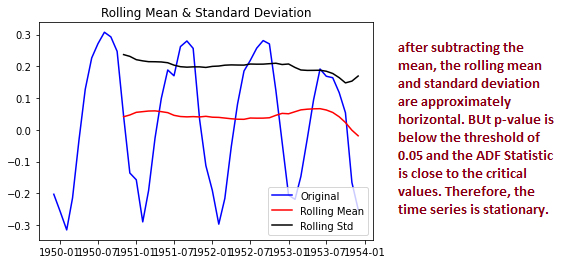 Rolling Mean & Standard Deviation
0.3
0.2
0.1
0.0
−0.1
−0.2
−0.3
1950-01 1950-07 1951-01 1951-07 1952-01 1952-07 1953-01 1953-07 1954-01
Original
Rolling Mean
Rolling Std
after subtracting the
mean, the rolling mean
and standard deviation
are approximately
horizontal. BUt p-value is
below the threshold of
0.05 and the ADF Statistic
is close to the critical
values. Therefore, the
time series is stationary.